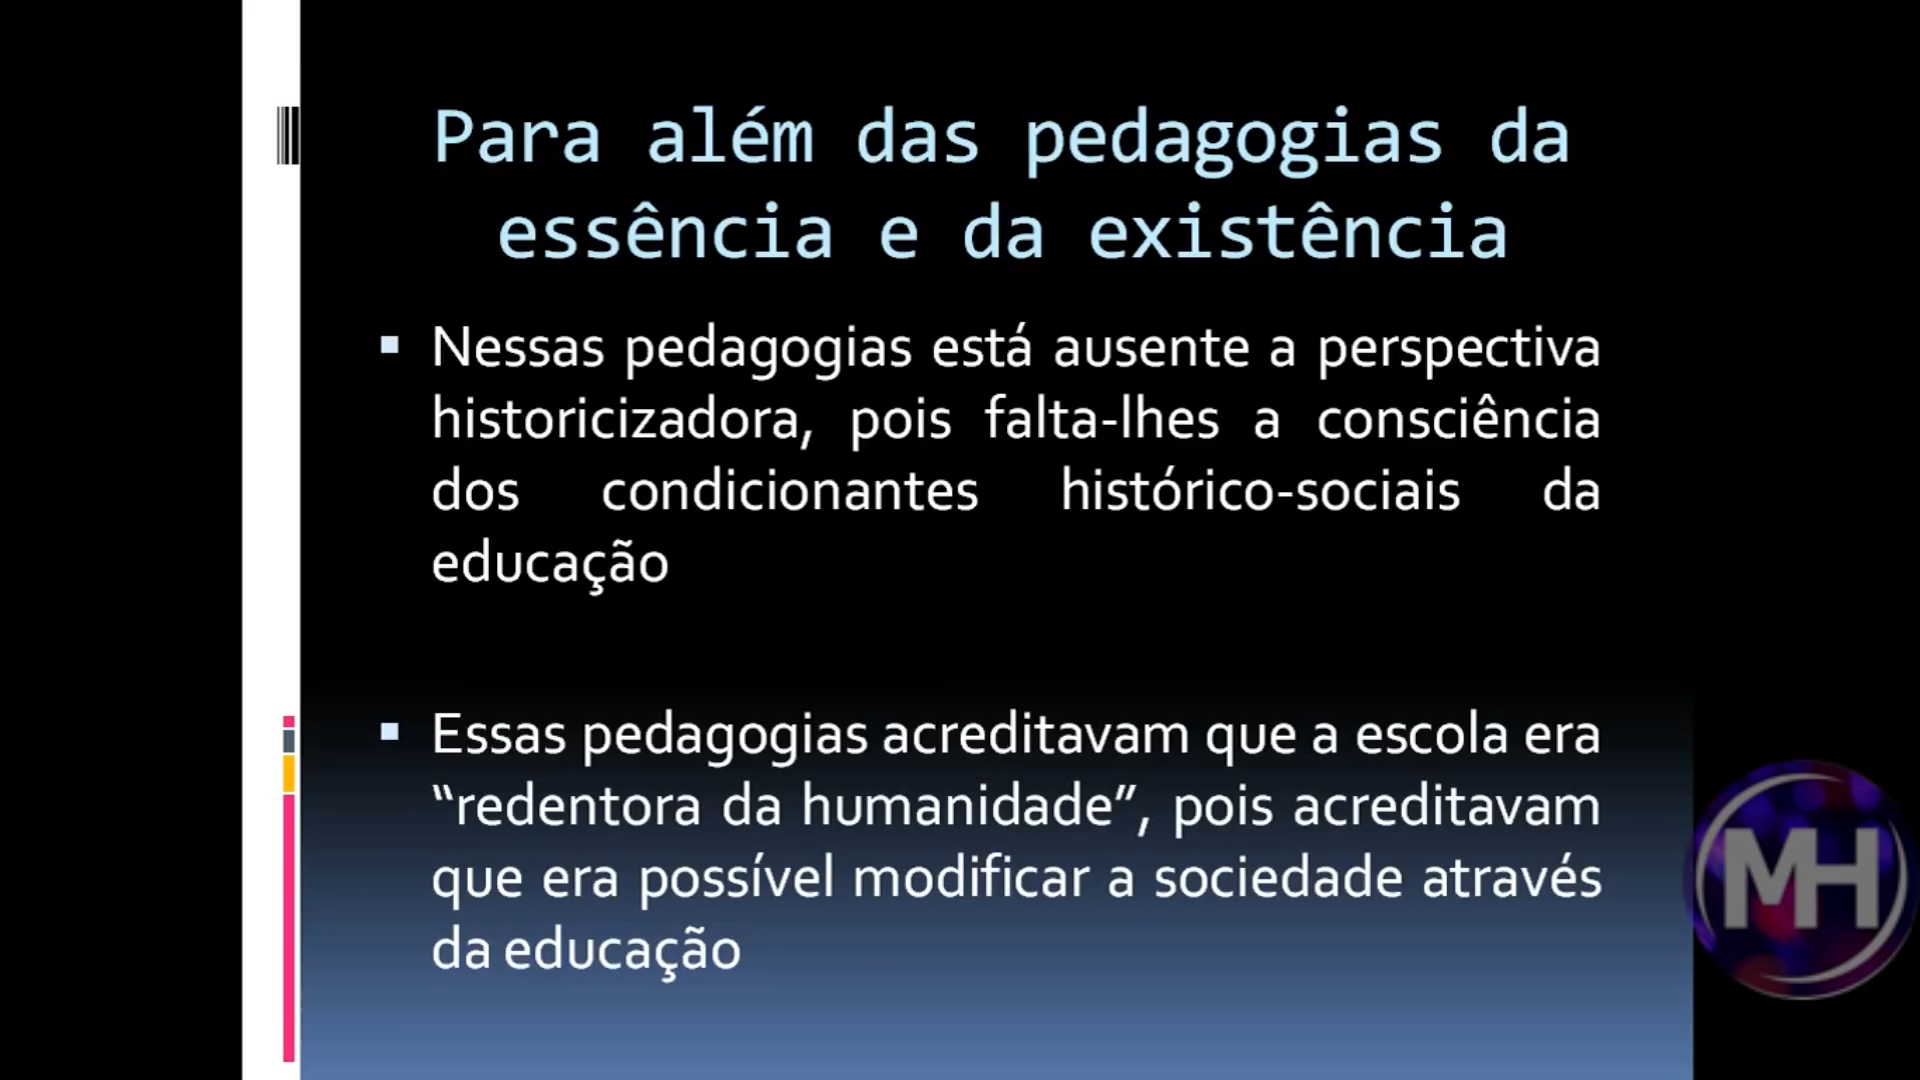 Para além das pedagogias da
essência e da existência
▪ Nessas pedagogias está ausente a perspectiva
historicizadora, pois falta-lhes a consciência
dos condicionantes histórico-sociais da
educação
▪ Essas pedagogias acreditavam que a escola era
“redentora da humanidade”, pois acreditavam
que era possível modificar a sociedade através
da educação
MH